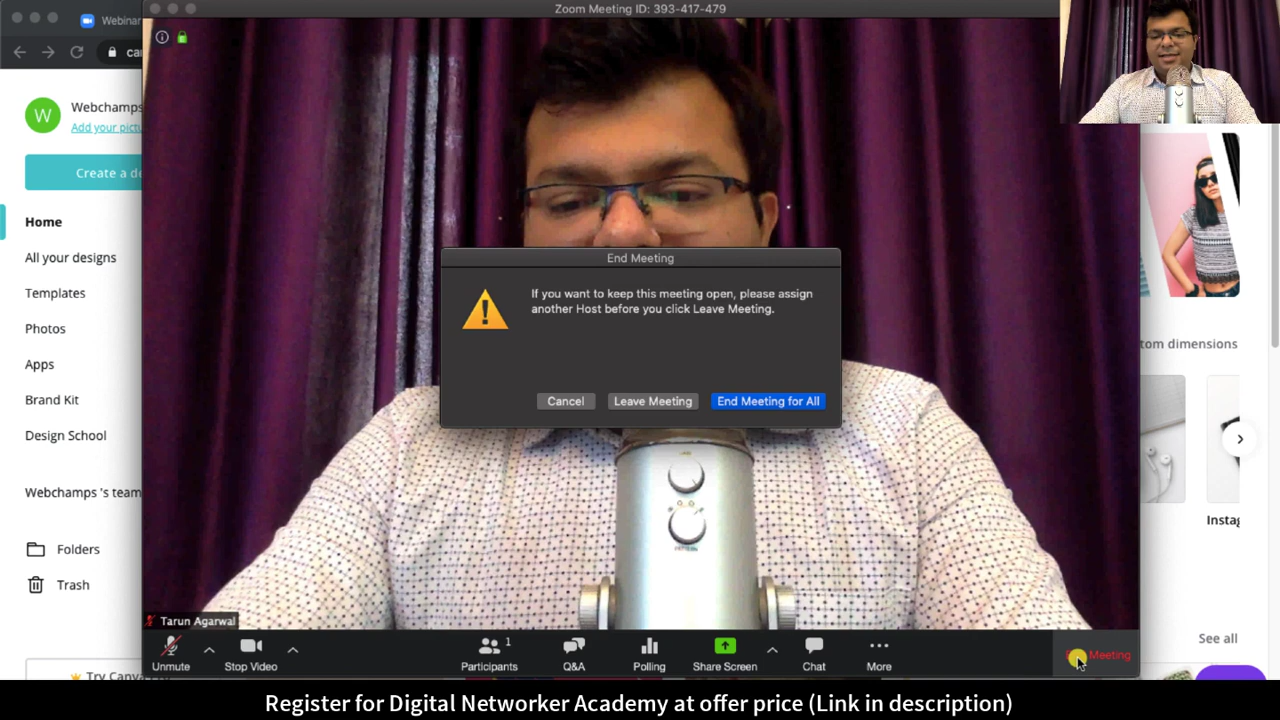 Webinar
Zoom Meeting ID: 393-417-479
W
Webchamps
Add your pictu
Create a de
Home
All your designs
Templates
Photos
Apps
Brand Kit
Design School
Webchamps 's team
Folders
Trash
Try Canva
End Meeting
If you want to keep this meeting open, please assign
another Host before you click Leave Meeting.
Cancel
Leave Meeting
End Meeting for All
tom dimensions
Instag
See all
Tarun Agarwal
Unmute
Stop Video
Participants
1
Q&A
Polling
Share Screen
Chat
More
Meeting
Register for Digital Networker Academy at offer price (Link in description)